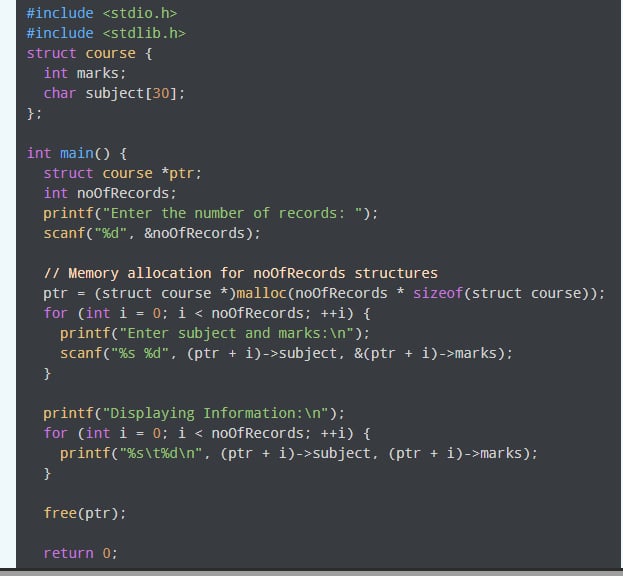 #include <stdio.h>
#include <stdlib.h>
struct course {
  int marks;
  char subject[30];
};

int main() {
  struct course *ptr;
  int noOfRecords;
  printf("Enter the number of records: ");
  scanf("%d", &noOfRecords);

  // Memory allocation for noOfRecords structures
  ptr = (struct course *)malloc(noOfRecords * sizeof(struct course));
  for (int i = 0; i < noOfRecords; ++i) {
    printf("Enter subject and marks:\n");
    scanf("%s %d", (ptr + i)->subject, &(ptr + i)->marks);
  }

  printf("Displaying Information:\n");
  for (int i = 0; i < noOfRecords; ++i) {
    printf("%s\t%d\n", (ptr + i)->subject, (ptr + i)->marks);
  }

  free(ptr);

  return 0;